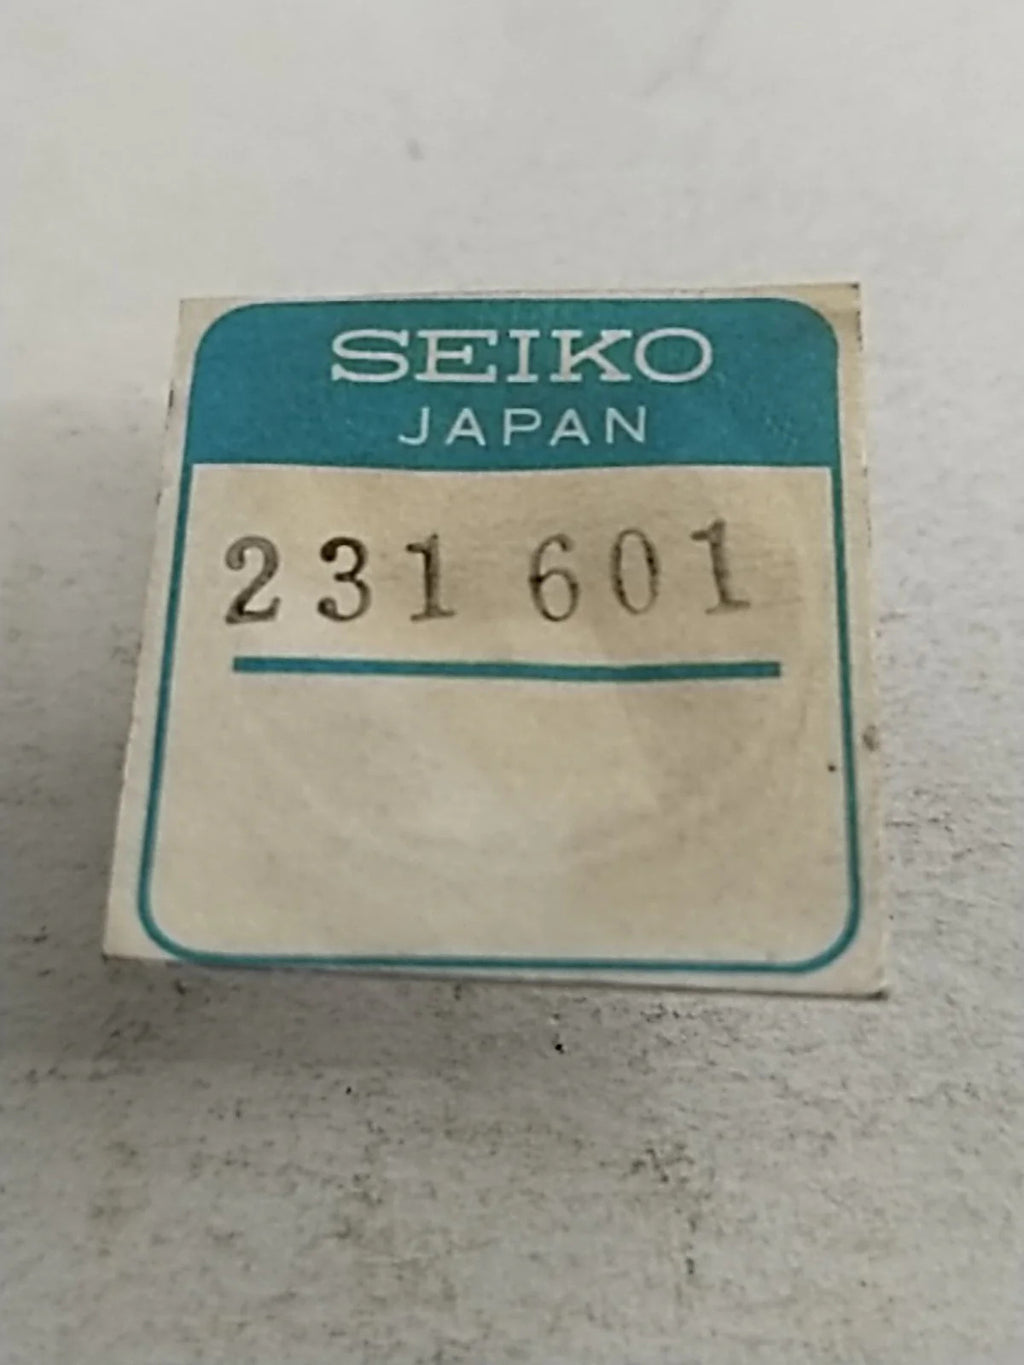 SEIKO
JAPAN
231 601